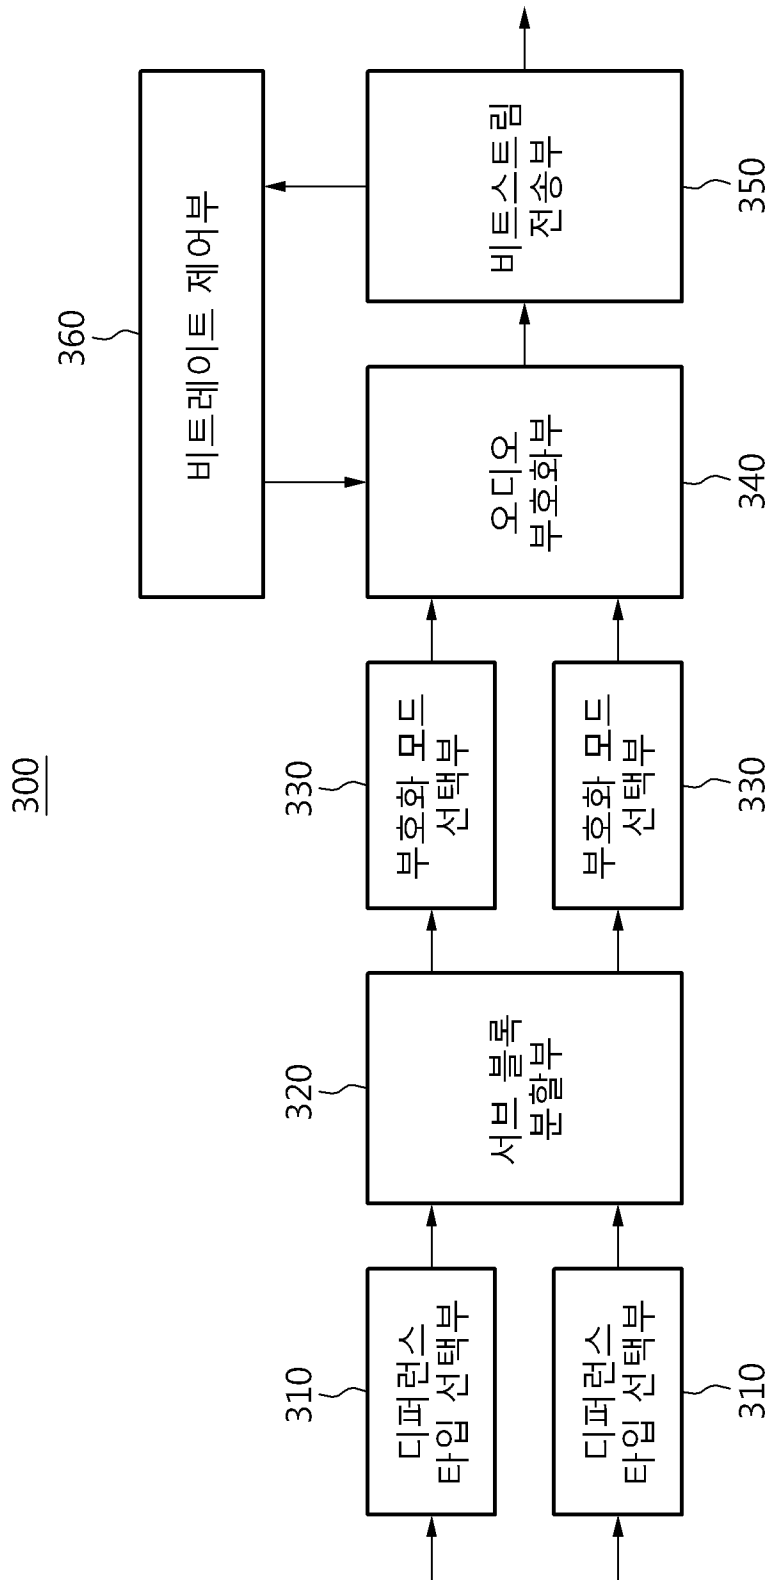 300
디퍼런스
타입 선택부
310
디퍼런스
타입 선택부
310
서브 블록
분할부
320
부호화 모드
선택부
330
부호화 모드
선택부
330
오디오
부호화부
340
비트스트림
전송부
350
비트레이트 제어부
360